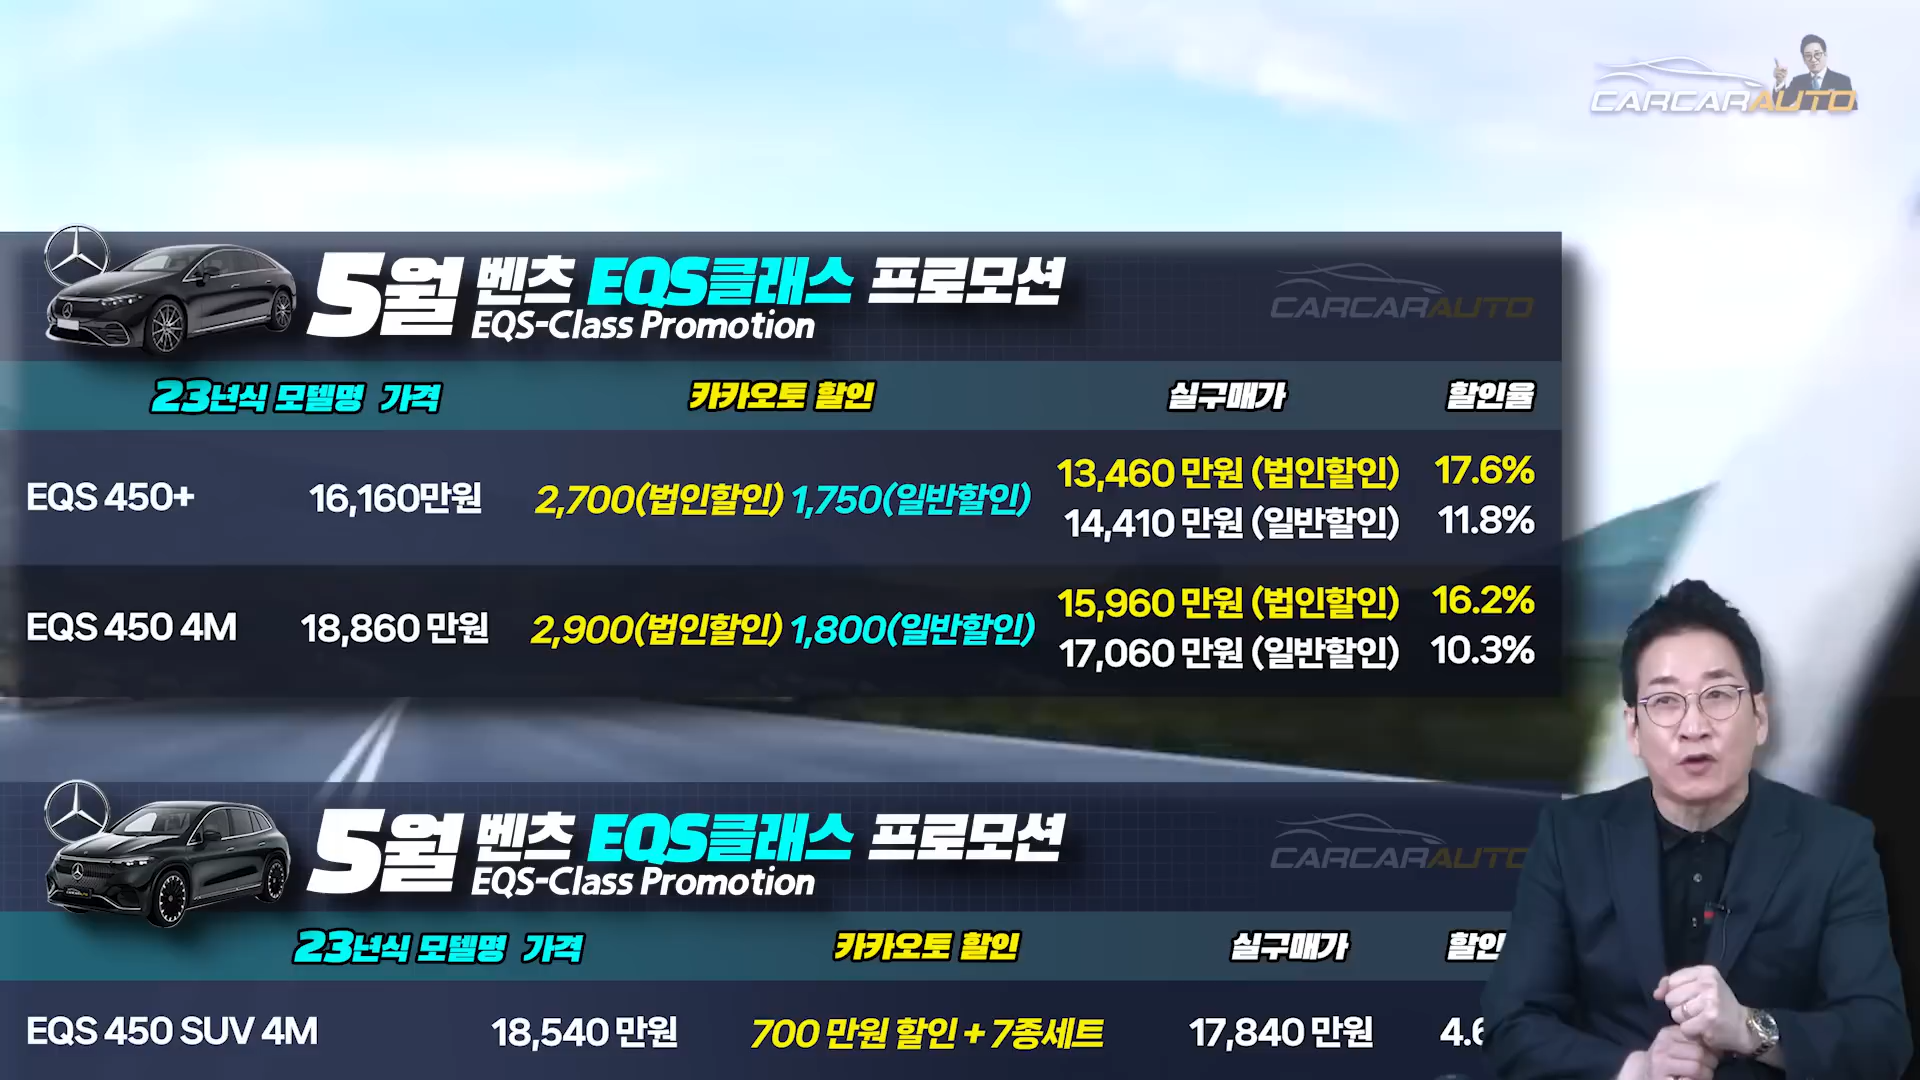 CARCARAUTO
5월 벤츠 EQS클래스 프로모션
EQS-Class Promotion
CARCARAUTO
23년식 모델명 가격 카카오토 할인 실구매가 할인율
EQS 450+ 16,160만원 2,700(법인할인) 1,750(일반할인) 13,460 만원 (법인할인) 17.6%
14,410 만원 (일반할인) 11.8%
EQS 450 4M 18,860 만원 2,900(법인할인) 1,800(일반할인) 15,960 만원 (법인할인) 16.2%
17,060 만원 (일반할인) 10.3%
5월 벤츠 EQS클래스 프로모션
EQS-Class Promotion
CARCARAUTO
23년식 모델명 가격 카카오토 할인 실구매가 할인
EQS 450 SUV 4M 18,540 만원 700 만원 할인 + 7종세트 17,840 만원